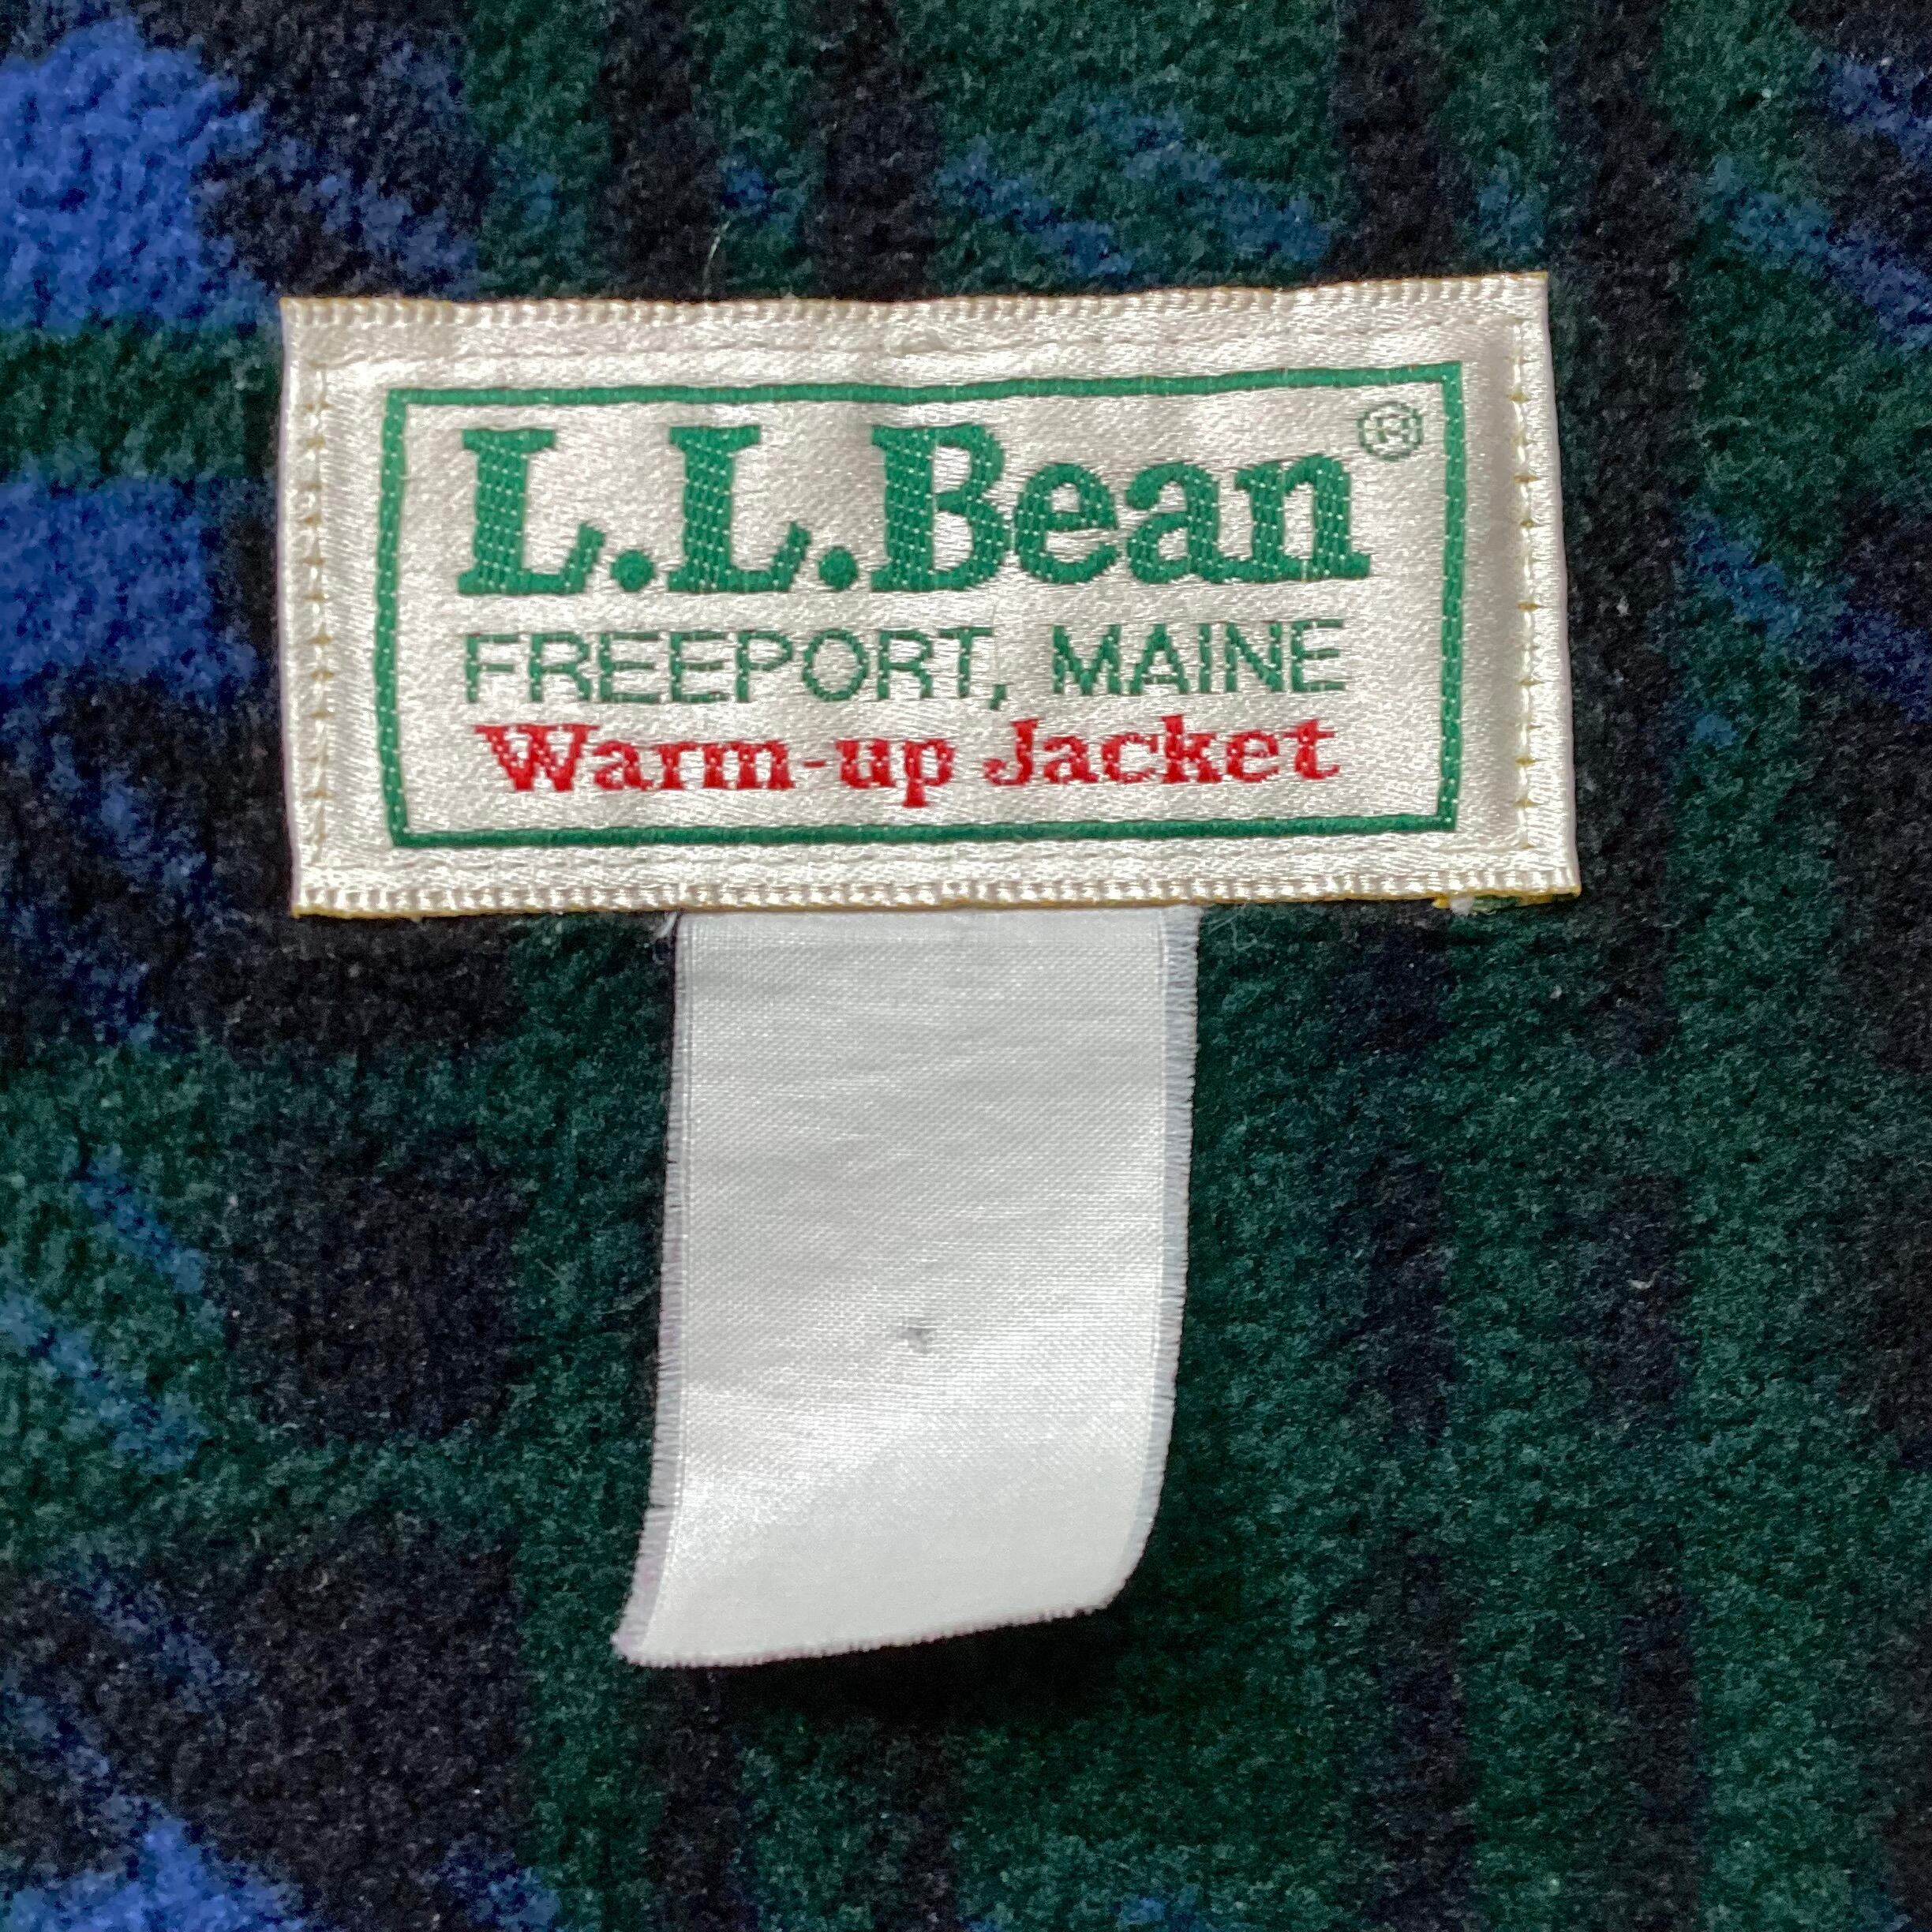 L.L.Bean®
FREEPORT, MAINE
Warm-up Jacket